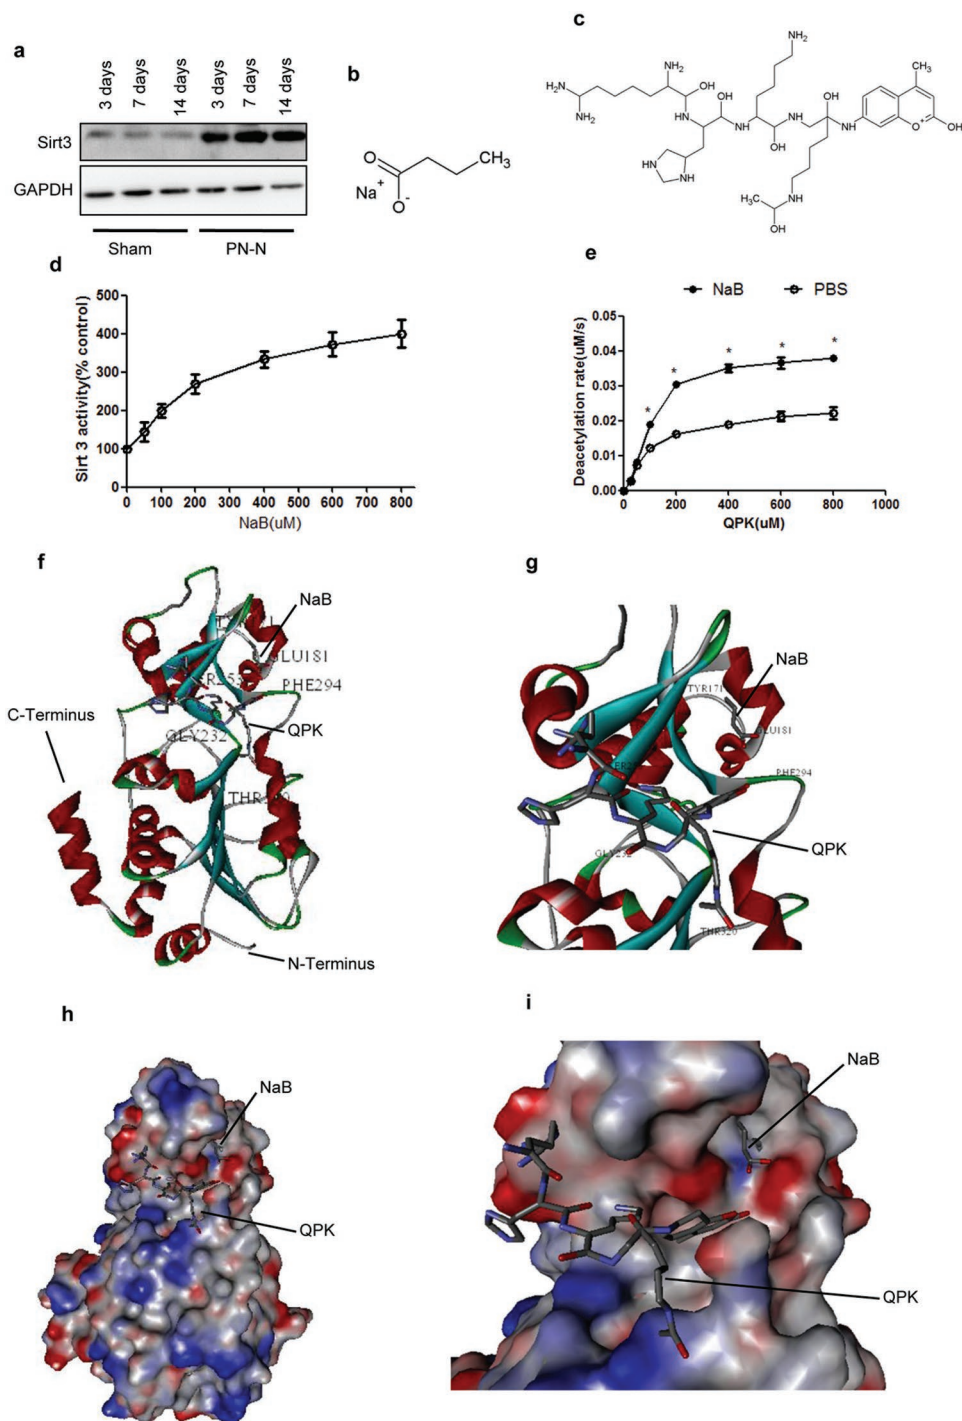 a
3 days
7 days
14 days
3 days
7 days
14 days
Sirt3
GAPDH
Sham
PN-N
b
O
CH3
Na+
O-
c
NH2
H2N
NH2
OH
OH
NH2
NH
NH
HN
OH
OH
NH
CH3
O+
OH
HN
NH
H3C
NH
OH
d
Sirt 3 activity(% control)
500
400
300
200
100
0
0 100 200 300 400 500 600 700 800
NaB(uM)
e
NaB
PBS
Deacetylation rate(uM/s)
0.05
0.04
0.03
0.02
0.01
0.00
* * * * *
0 200 400 600 800 1000
QPK(uM)
f
NaB
GLU181
PHE294
C-Terminus
QPK
GLY232
N-Terminus
g
NaB
TYR171
GLU181
PHE294
QPK
GLY232
THR320
h
NaB
QPK
i
NaB
QPK